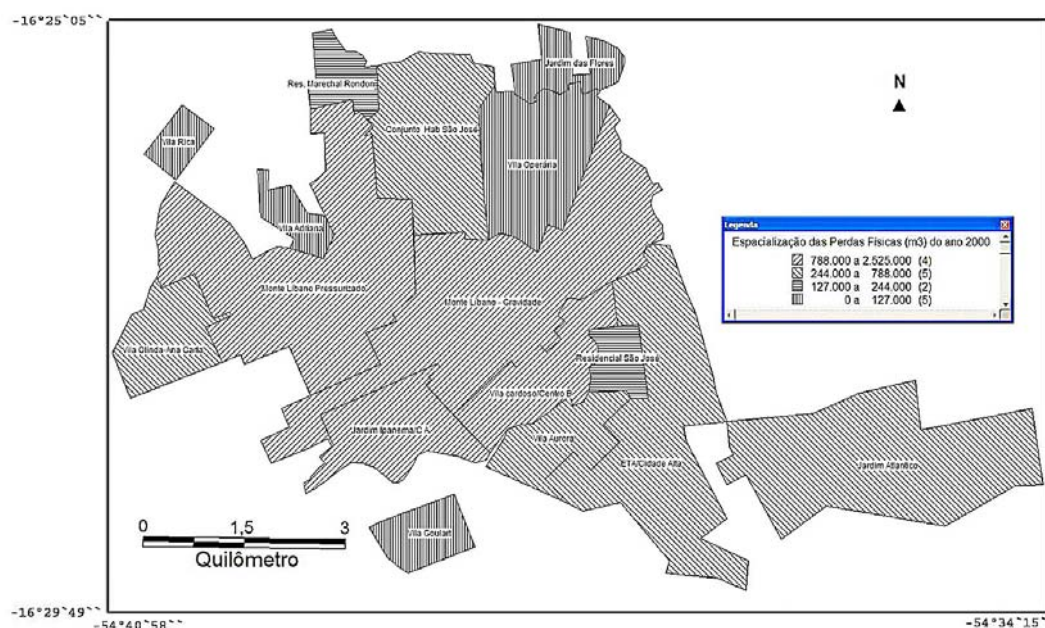 -16°25`05``
Jardim das Flores
Res. Marechal Rondon
N
Conjunto Hab São José
Vila Rica
Vila Operária
Vila Adriana
Legenda
Espacialização das Perdas Físicas (m3) do ano 2000
788.000 a 2.525.000 (4)
244.000 a 788.000 (5)
127.000 a 244.000 (2)
0 a 127.000 (5)
Monte Líbano Pressurizado
Monte Líbano - Gravidade
Vila Olinda-Ana Carla
Residencial São José
Vila cardoso/Centro B
Jardim Ipanema/C A
Vila Aurora
ETA/Cidade Alta
Jardim Atlantico
0 1,5 3
Quilômetro
Vila Goulart
-16°29`49``
-54°40`58`` -54°34`15``